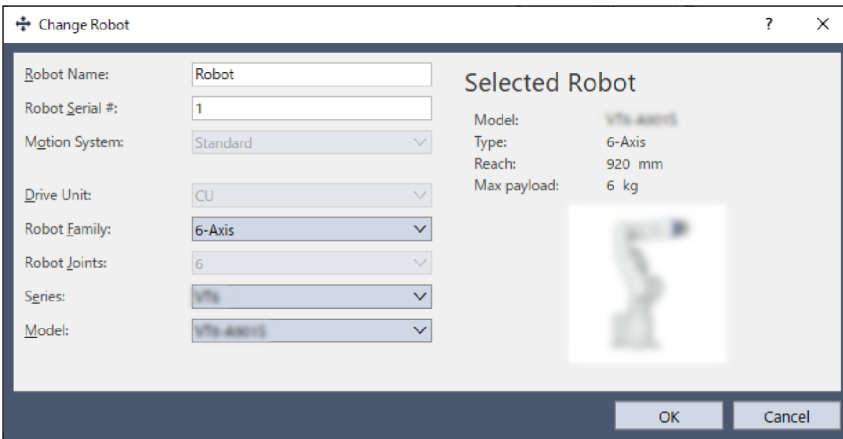 Change Robot
? ×
Robot Name: Robot
Robot Serial #: 1
Motion System: Standard
Drive Unit: CU
Robot Family: 6-Axis
Robot Joints: 6
Series:
Model:
Selected Robot
Model:
Type: 6-Axis
Reach: 920 mm
Max payload: 6 kg
OK
Cancel